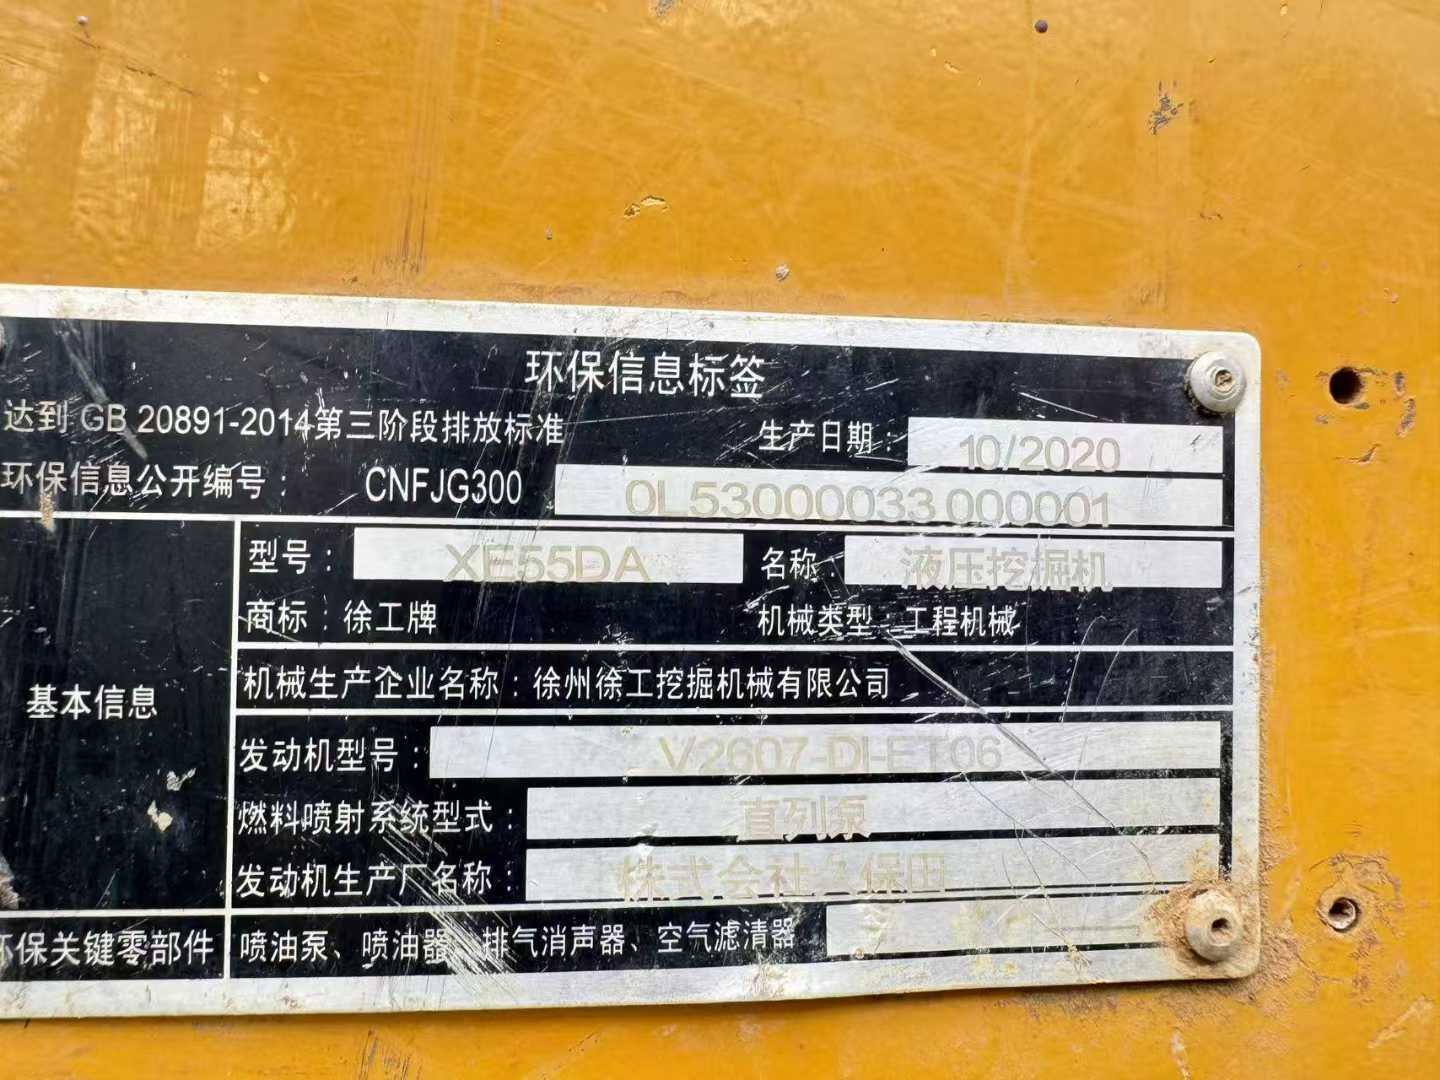 环保信息标签
达到 GB 20891-2014第三阶段排放标准 生产日期: 10/2020
环保信息公开编号: CNFJG300 0L53000033 000001
型号: XE55DA 名称: 液压挖掘机
商标: 徐工牌 机械类型: 工程机械
机械生产企业名称: 徐州徐工挖掘机械有限公司
基本信息
发动机型号: V2607-DI-ET06
燃料喷射系统型式: 直列泵
发动机生产厂名称: 株式会社久保田
环保关键零部件 喷油泵、喷油器、排气消声器、空气滤清器